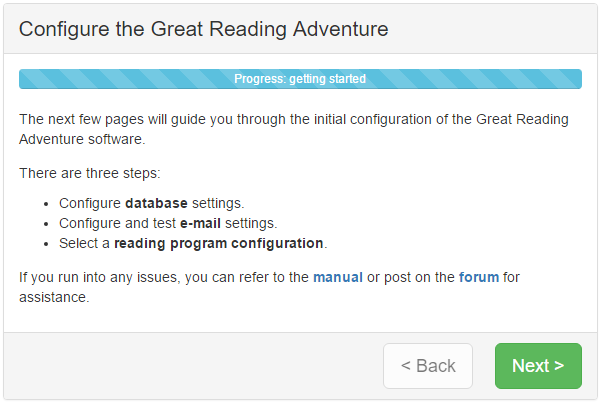 Configure the Great Reading Adventure
Progress: getting started
The next few pages will guide you through the initial configuration of the Great Reading
Adventure software.
There are three steps:
• Configure database settings.
• Configure and test e-mail settings.
• Select a reading program configuration.
If you run into any issues, you can refer to the manual or post on the forum for
assistance.
< Back
Next >